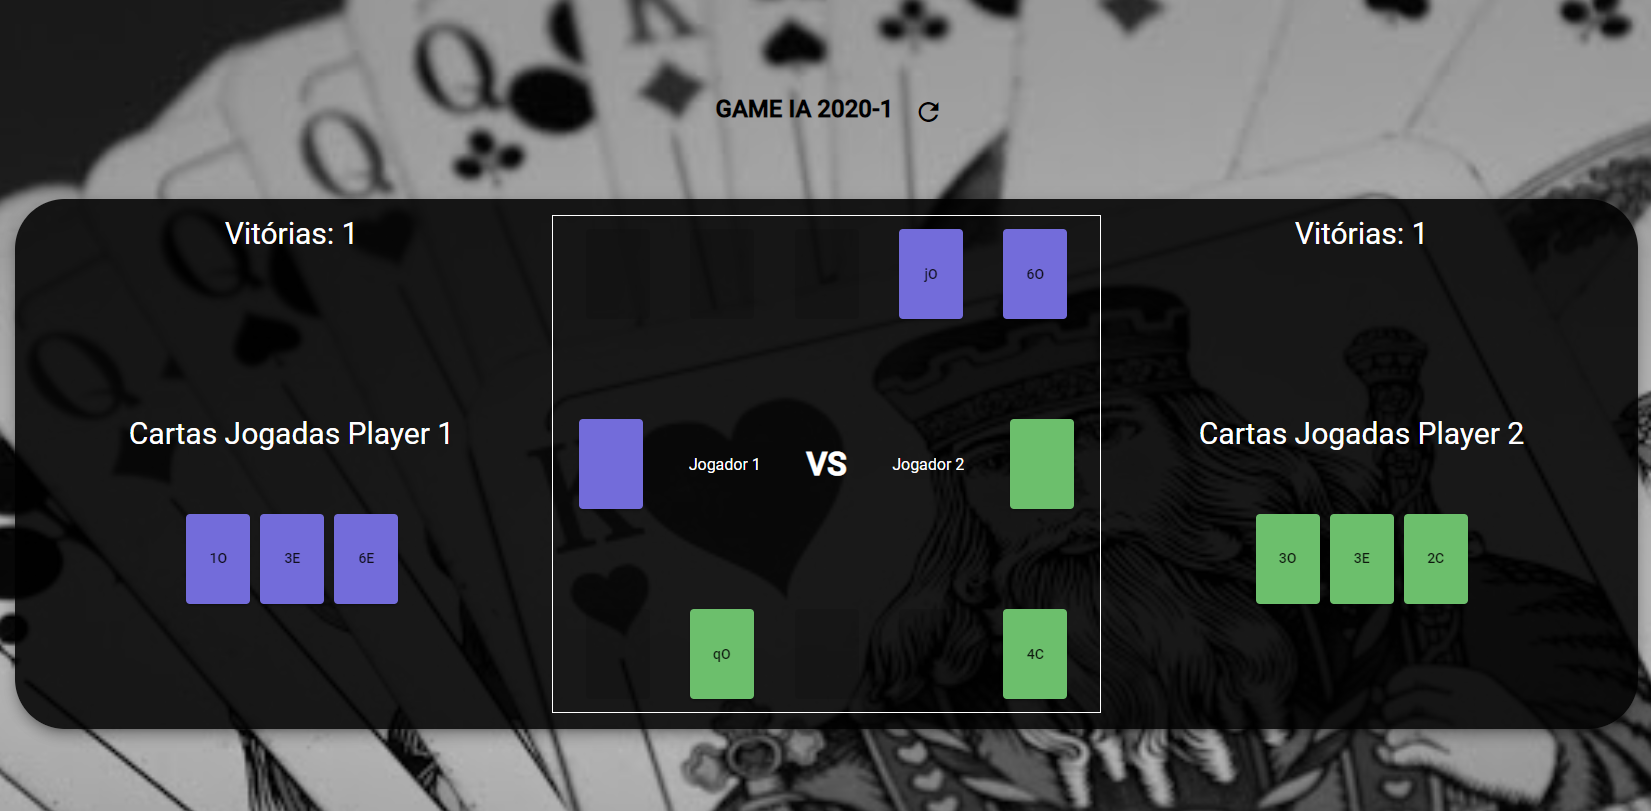 GAME IA 2020-1
Vitórias: 1
Cartas Jogadas Player 1
1O 3E 6E
jO 6O
Jogador 1 VS Jogador 2
qO 4C
Vitórias: 1
Cartas Jogadas Player 2
3O 3E 2C
Q
Q
Q
Q
K
K